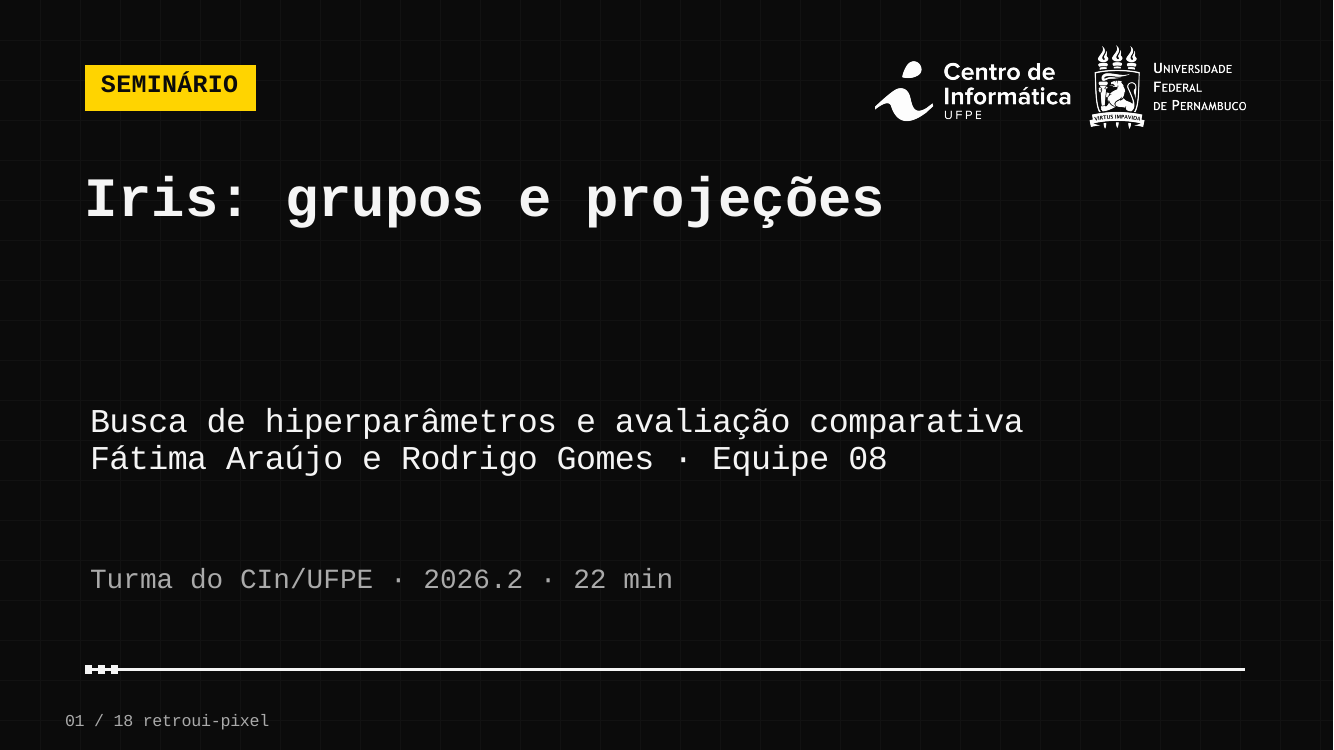 SEMINÁRIO
Centro de
Informática
UFPE
VIRTUS IMPAVIDA
Universidade
Federal
de Pernambuco
Iris: grupos e projeções
Busca de hiperparâmetros e avaliação comparativa
Fátima Araújo e Rodrigo Gomes · Equipe 08
Turma do CIn/UFPE · 2026.2 · 22 min
01 / 18 retroui-pixel